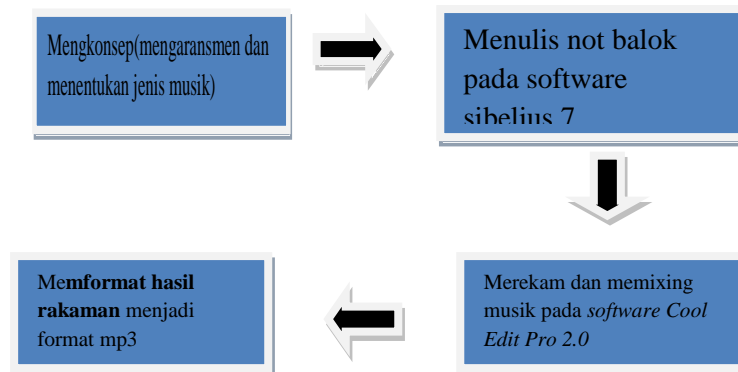 Mengkonsep(mengaransmen dan
menentukan jenis musik)
Menulis not balok
pada software
sibelius 7
Merekam dan memixing
musik pada software Cool
Edit Pro 2.0
Memformat hasil
rakaman menjadi
format mp3